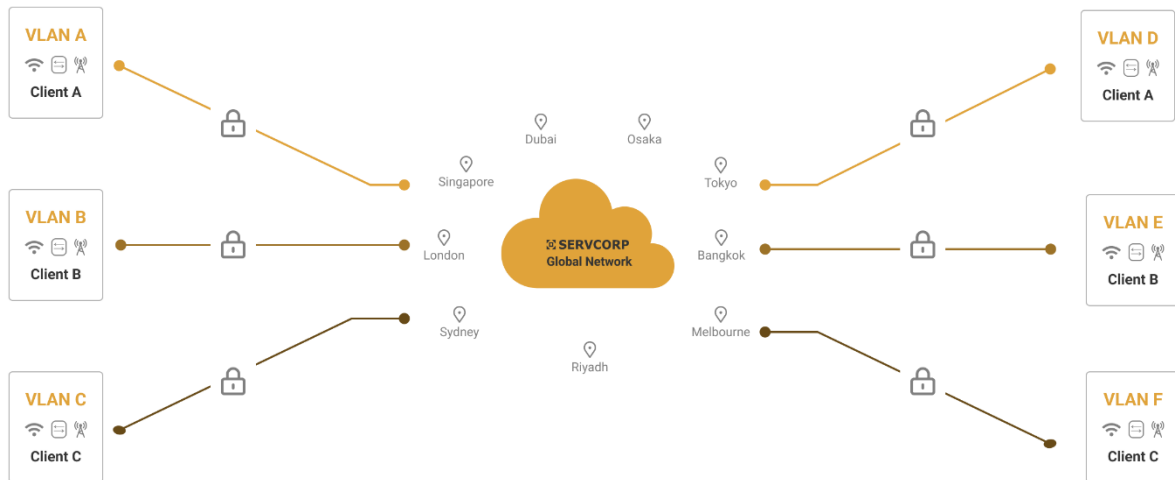 VLAN A
Client A
VLAN D
Client A
Dubai
Osaka
Singapore
Tokyo
VLAN B
Client B
London
SERVCORP
Global Network
Bangkok
VLAN E
Client B
Sydney
Melbourne
Riyadh
VLAN C
Client C
VLAN F
Client C